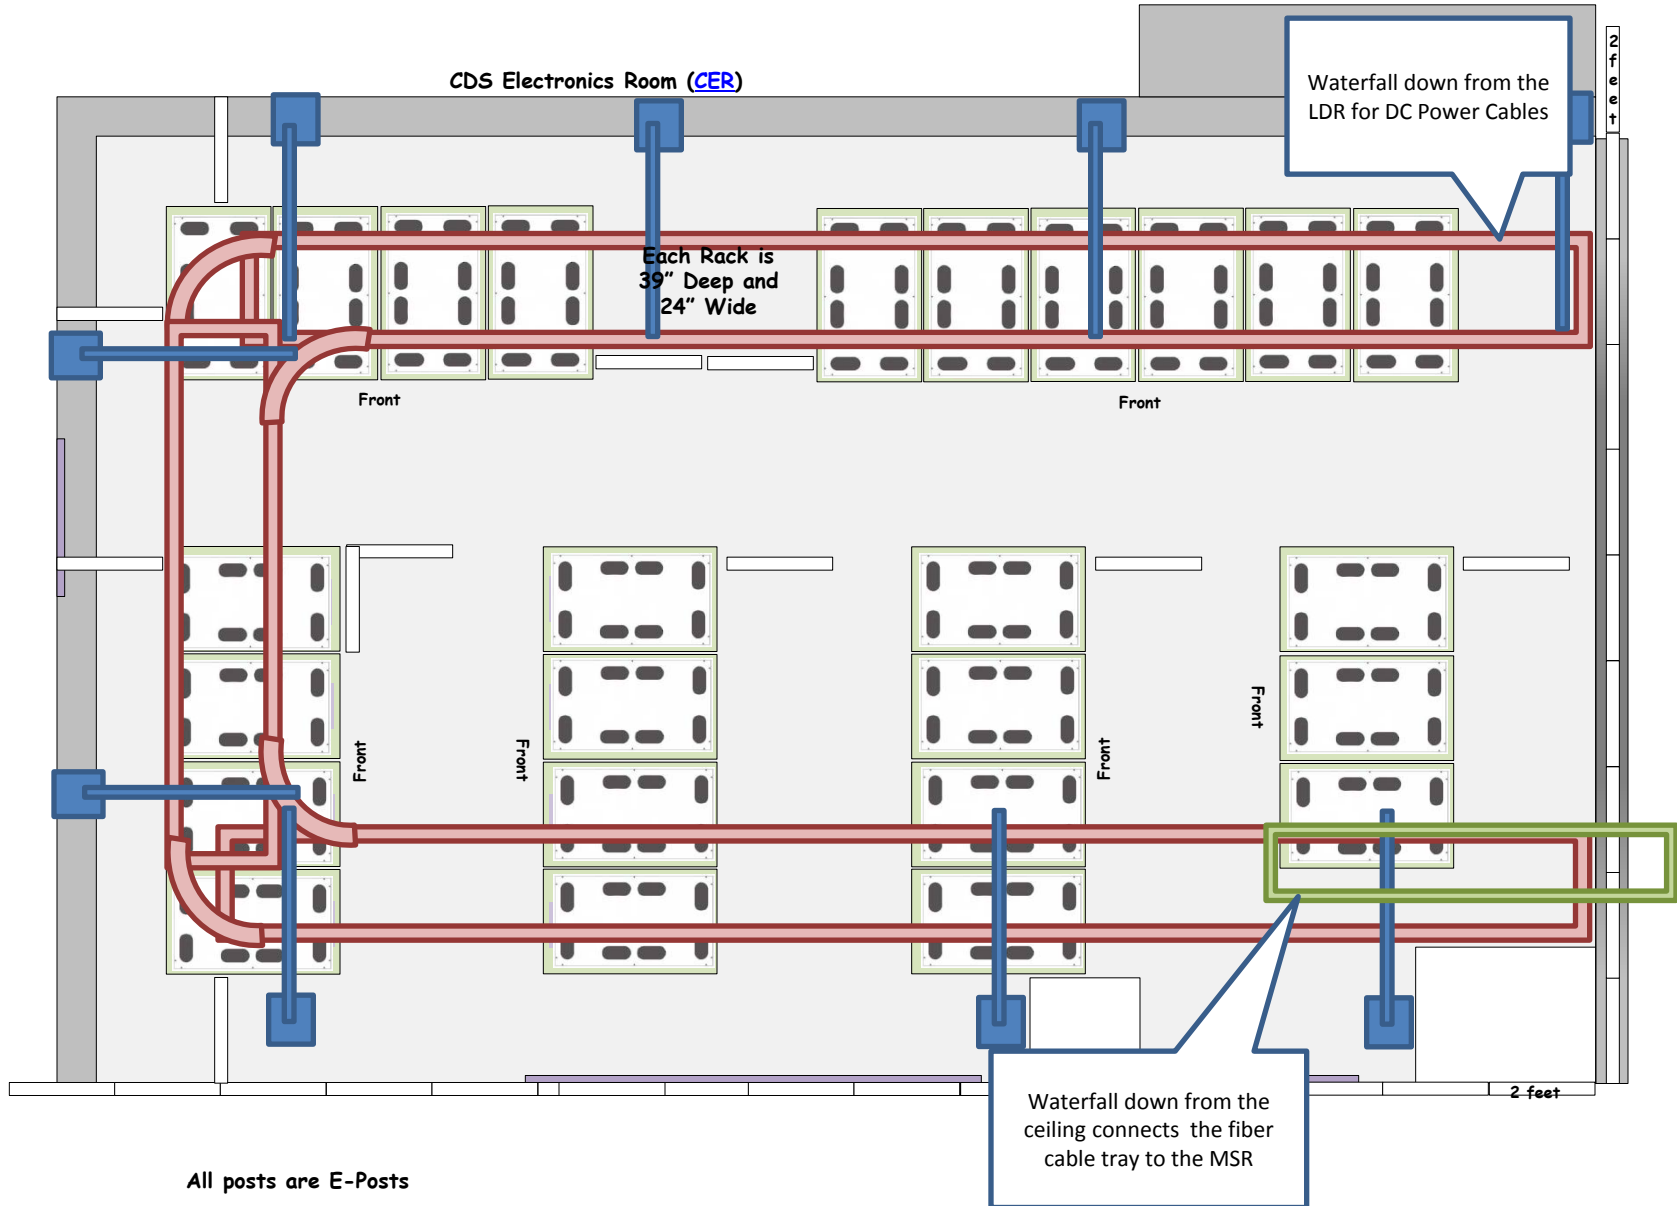 CDS Electronics Room (CER)
Waterfall down from the
LDR for DC Power Cables
2 feet
Each Rack is
39” Deep and
24” Wide
Front
Front
Front
Front
Front
Front
2 feet
Waterfall down from the
ceiling connects  the fiber
cable tray to the MSR
All posts are E-Posts